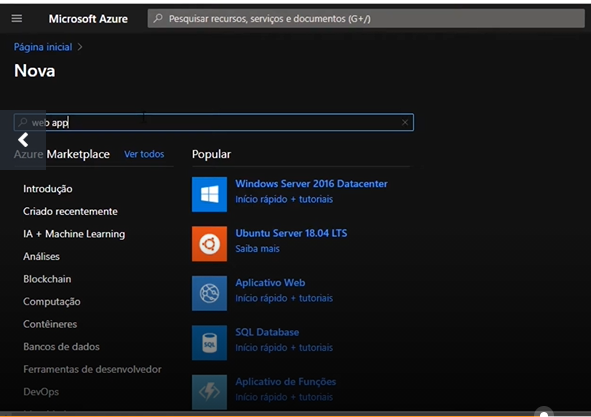 Microsoft Azure
Pesquisar recursos, serviços e documentos (G+/)
Página inicial >
Nova
web app
Azure Marketplace Ver todos
Popular
Introdução
Criado recentemente
IA + Machine Learning
Análises
Blockchain
Computação
Contêineres
Bancos de dados
Ferramentas de desenvolvedor
DevOps
Windows Server 2016 Datacenter
Início rápido + tutoriais
Ubuntu Server 18.04 LTS
Saiba mais
Aplicativo Web
Início rápido + tutoriais
SQL
SQL Database
Início rápido + tutoriais
Aplicativo de Funções
Início rápido + tutoriais